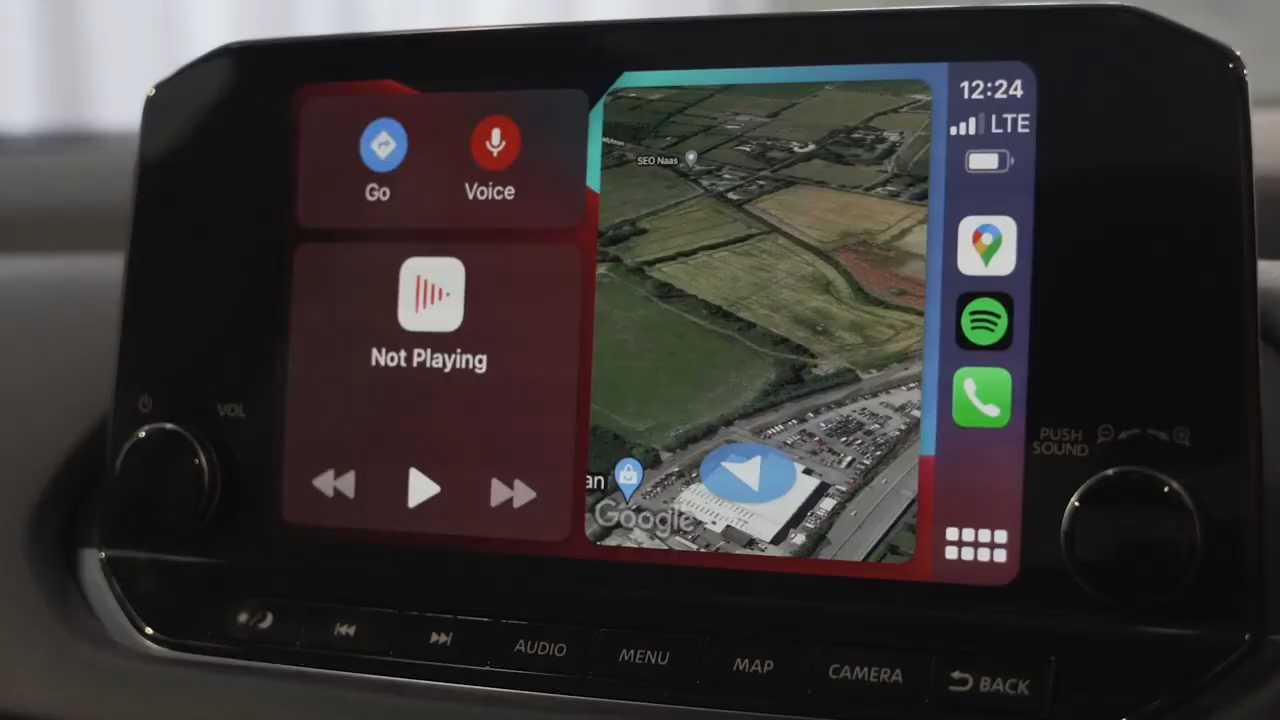 12:24
LTE
Go
Voice
SEO Naas
Not Playing
an
Google
VOL
PUSH
SOUND
AUDIO
MENU
MAP
CAMERA
BACK